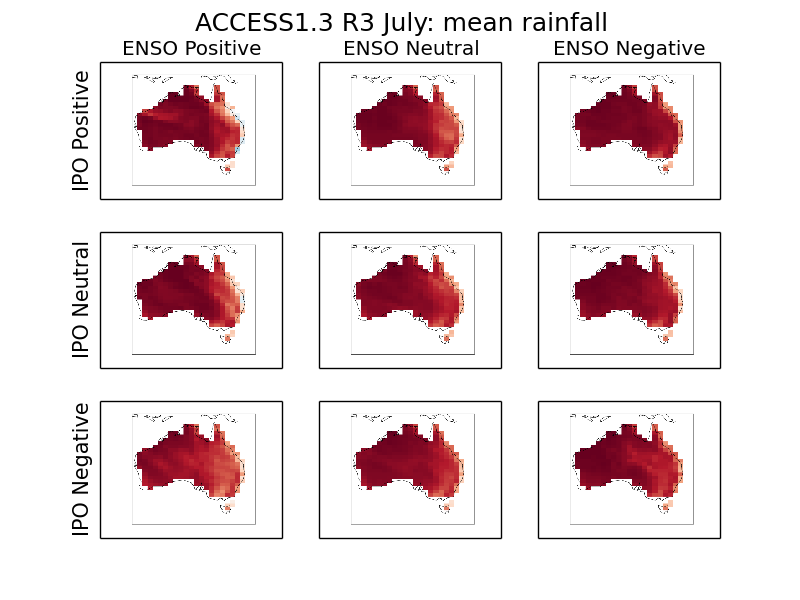 ACCESS1.3 R3 July: mean rainfall
ENSO Positive
ENSO Neutral
ENSO Negative
IPO Positive
IPO Neutral
IPO Negative